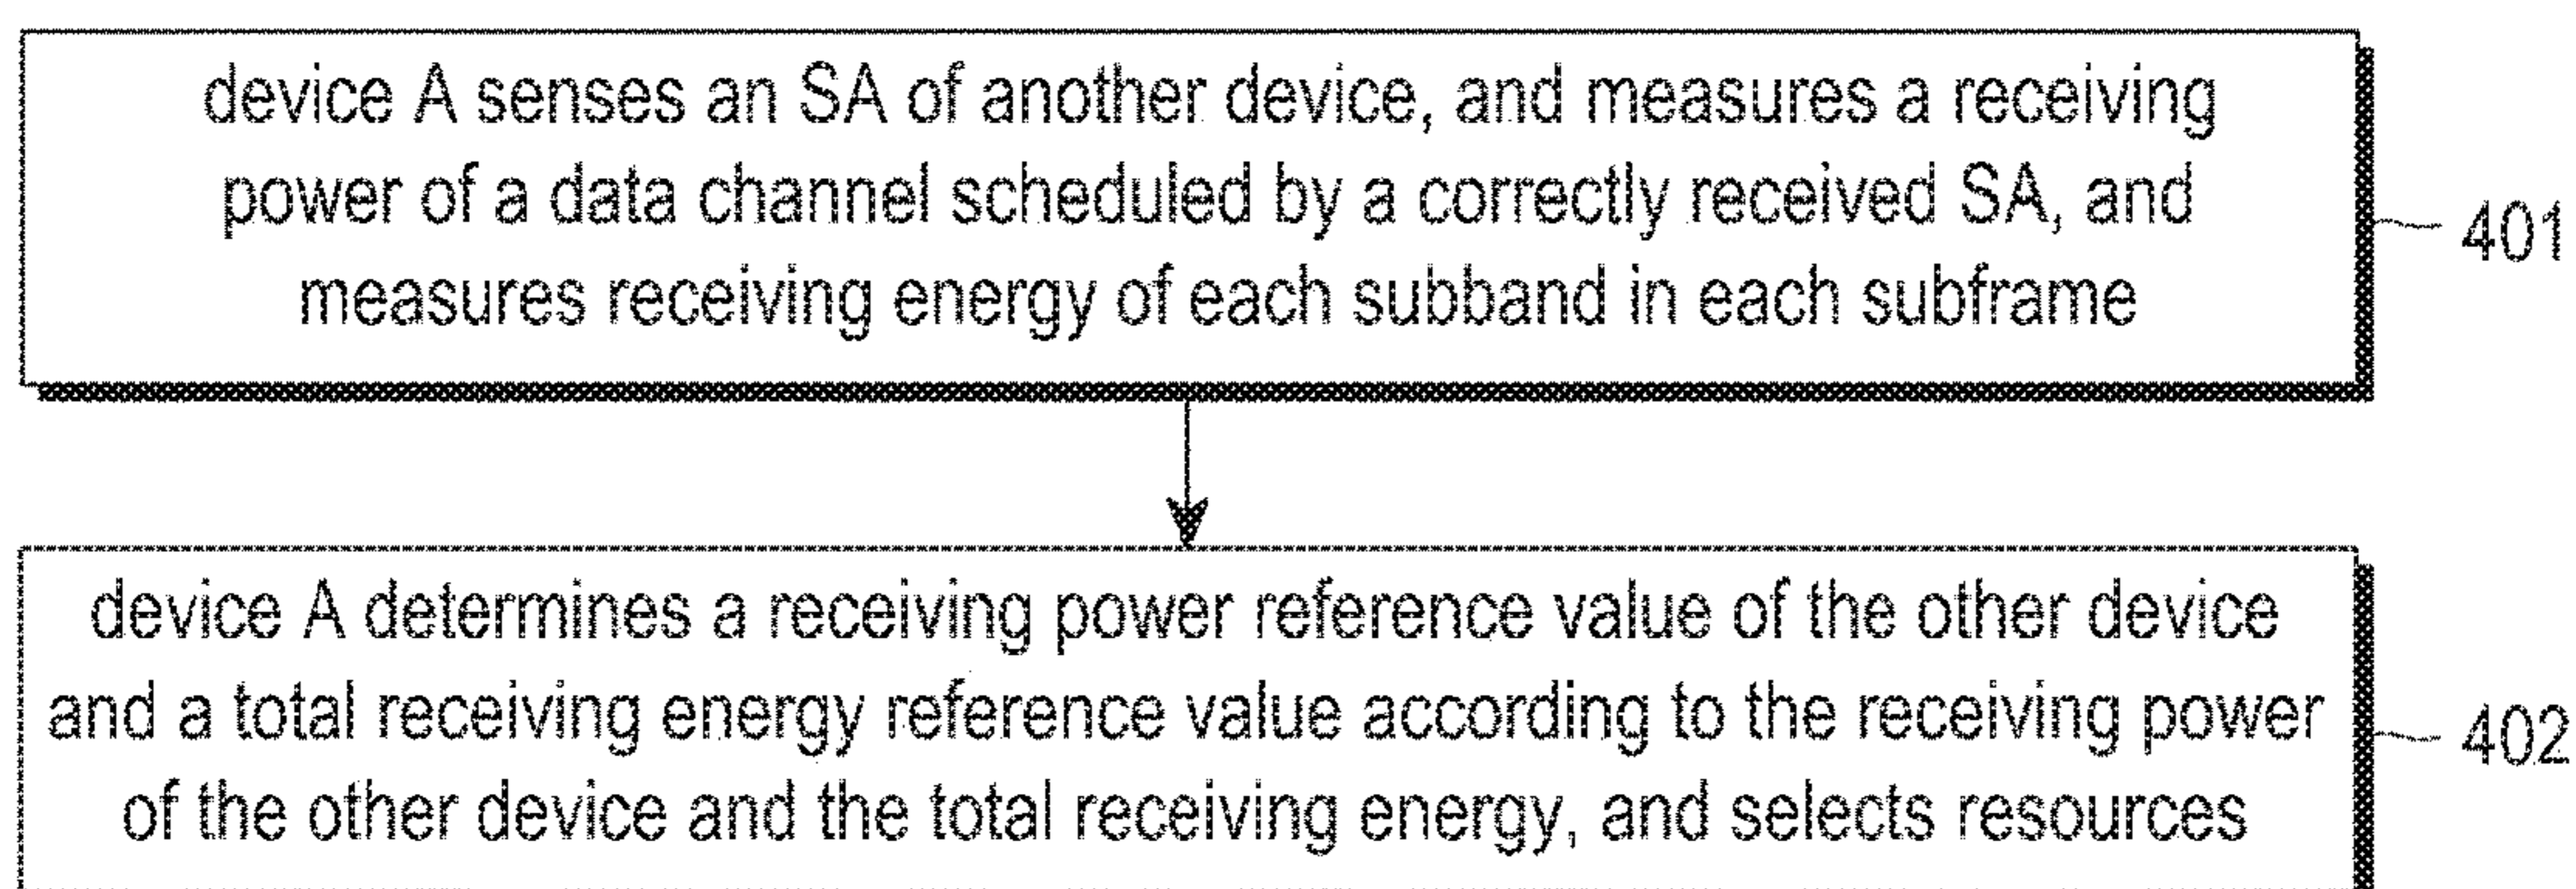 device A senses an SA of another device, and measures a receiving
power of a data channel scheduled by a correctly received SA, and
measures receiving energy of each subband in each subframe
401
device A determines a receiving power reference value of the other device
and a total receiving energy reference value according to the receiving power
of the other device and the total receiving energy, and selects resources
402